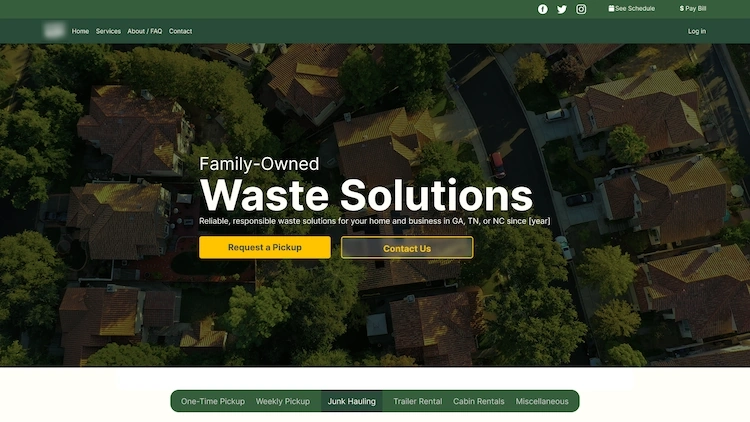 See Schedule $ Pay Bill
Home Services About / FAQ Contact Log in
Family-Owned
Waste Solutions
Reliable, responsible waste solutions for your home and business in GA, TN, or NC since [year]
Request a Pickup Contact Us
One-Time Pickup Weekly Pickup Junk Hauling Trailer Rental Cabin Rentals Miscellaneous